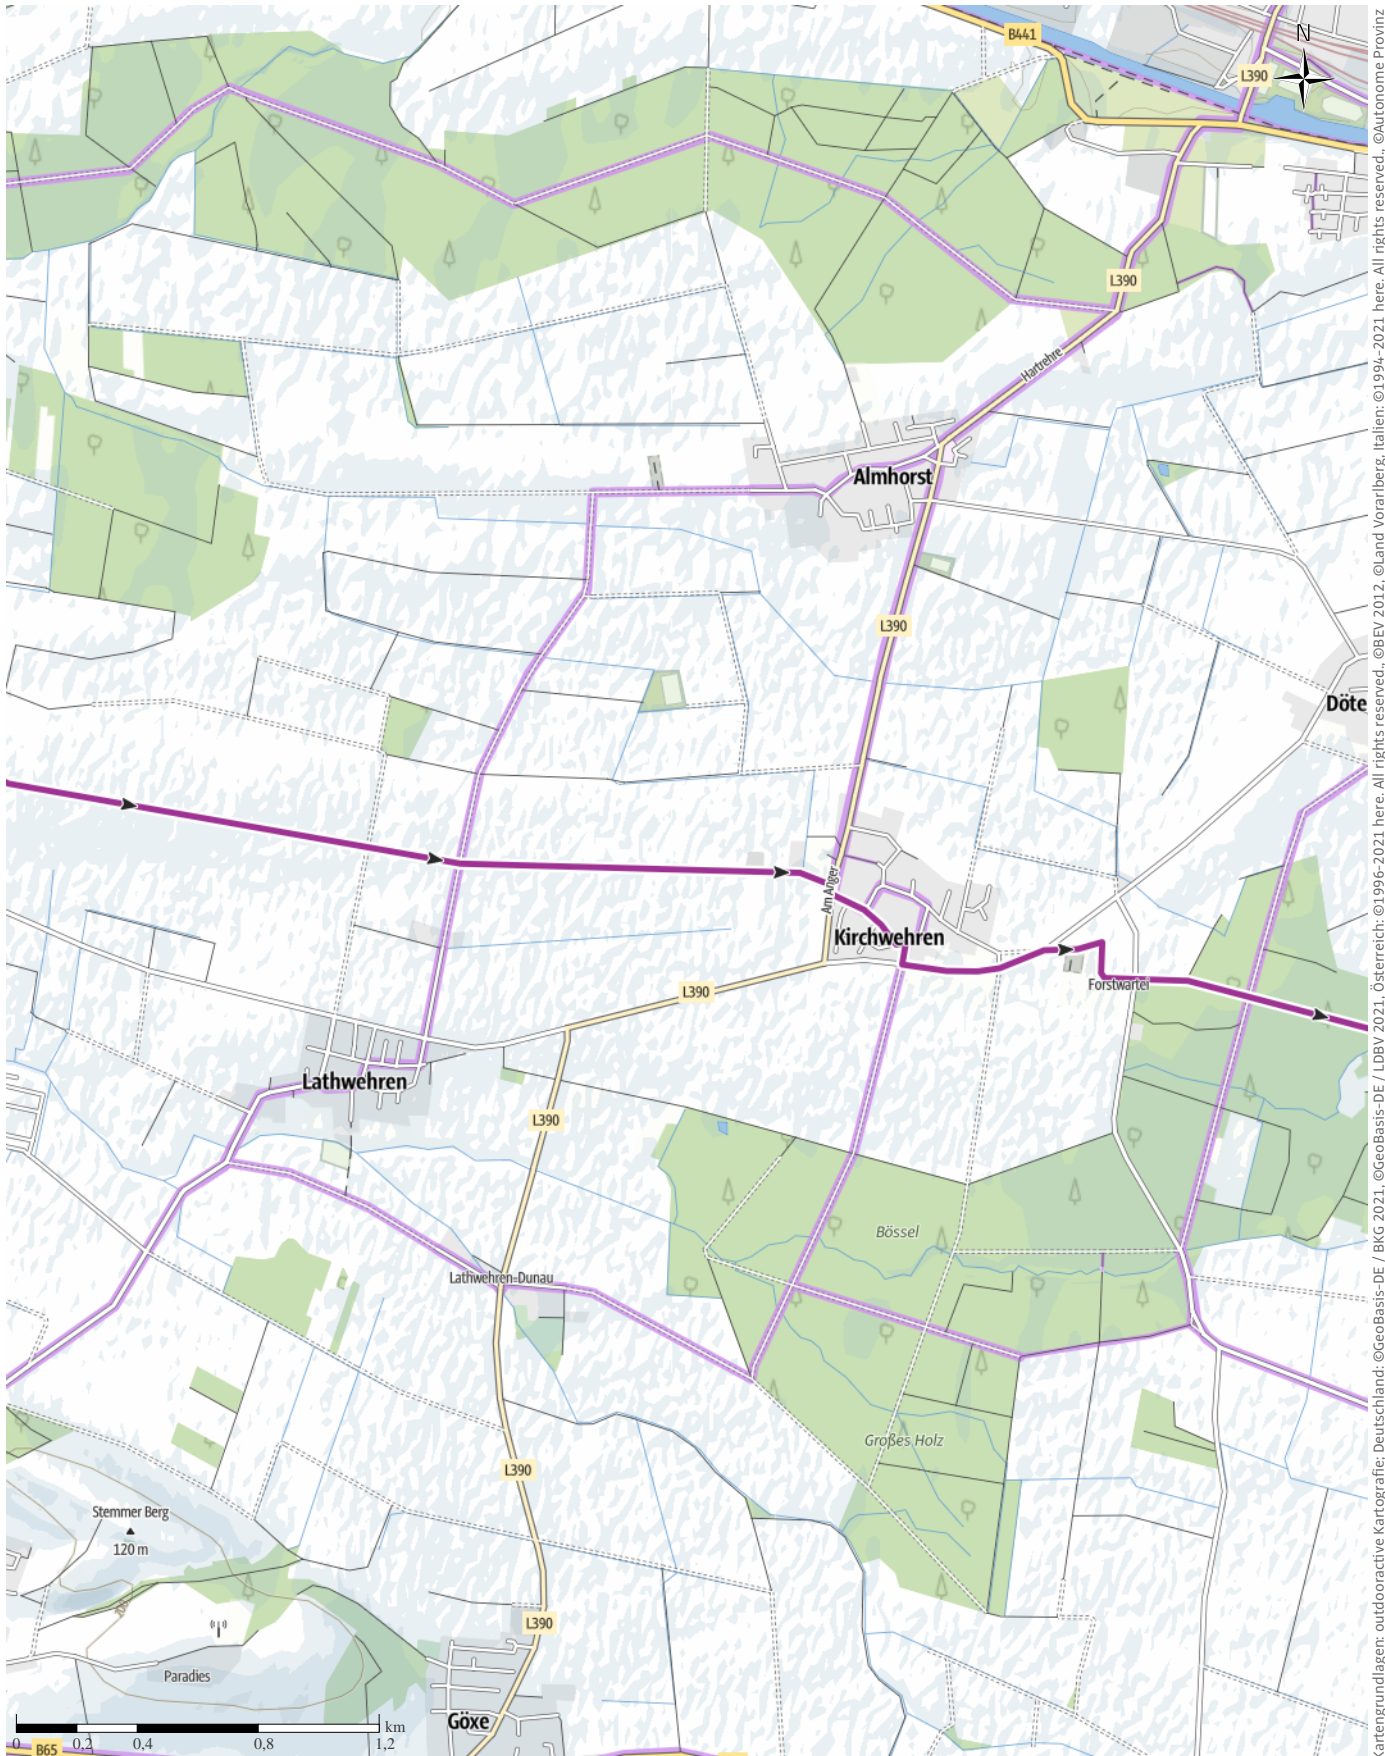 B441
N
L390
L390
Hartrehre
Almhorst
L390
Döte
Am Anger
Kirchwehren
L390
Forstwartei
Lathwehren
L390
Bössel
Lathwehren-Dunau
Großes Holz
L390
Stemmer Berg
120 m
L390
Paradies
Göxe
km
0
0,2
0,4
0,8
1,2
B65
artengrundlagen: outdooractive Kartografie; Deutschland: ©GeoBasis-DE / BKG 2021, ©GeoBasis-DE / LDBV 2021, Österreich: ©1996-2021 here. All rights reserved., ©BEV 2012, ©Land Vorarlberg, Italien: ©1994-2021 here. All rights reserved., ©Autonome Provinz